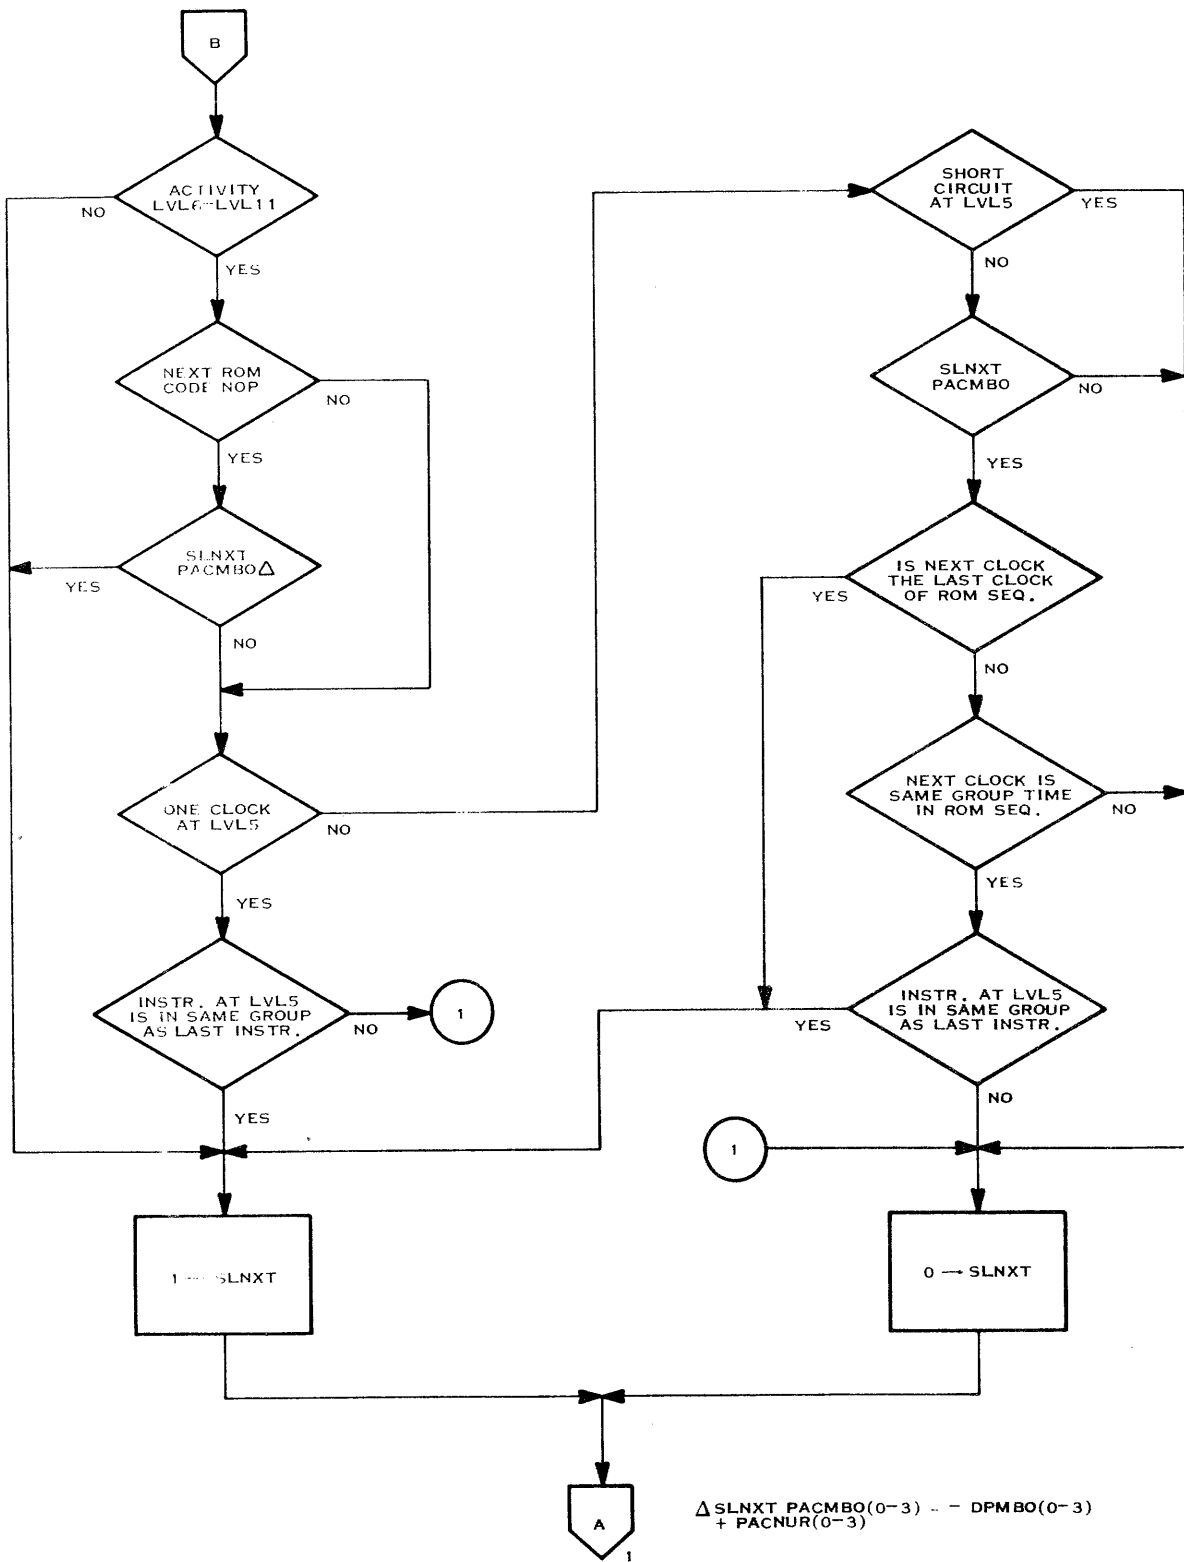 B
ACTIVITY
LVL6-LVL11
NO
YES
NEXT ROM
CODE NOP
NO
YES
SLNXT
PACMBO Δ
YES
NO
ONE CLOCK
AT LVL5
NO
YES
INSTR. AT LVL5
IS IN SAME GROUP
AS LAST INSTR.
NO
1
YES
1 → SLNXT
SHORT
CIRCUIT
AT LVL5
YES
NO
SLNXT
PACMBO
NO
YES
IS NEXT CLOCK
THE LAST CLOCK
OF ROM SEQ.
YES
NO
NEXT CLOCK IS
SAME GROUP TIME
IN ROM SEQ.
NO
YES
INSTR. AT LVL5
IS IN SAME GROUP
AS LAST INSTR.
YES
NO
1
0 → SLNXT
A
1
Δ SLNXT PACMBO(0-3) - - DPMBO(0-3)
+ PACNUR(0-3)